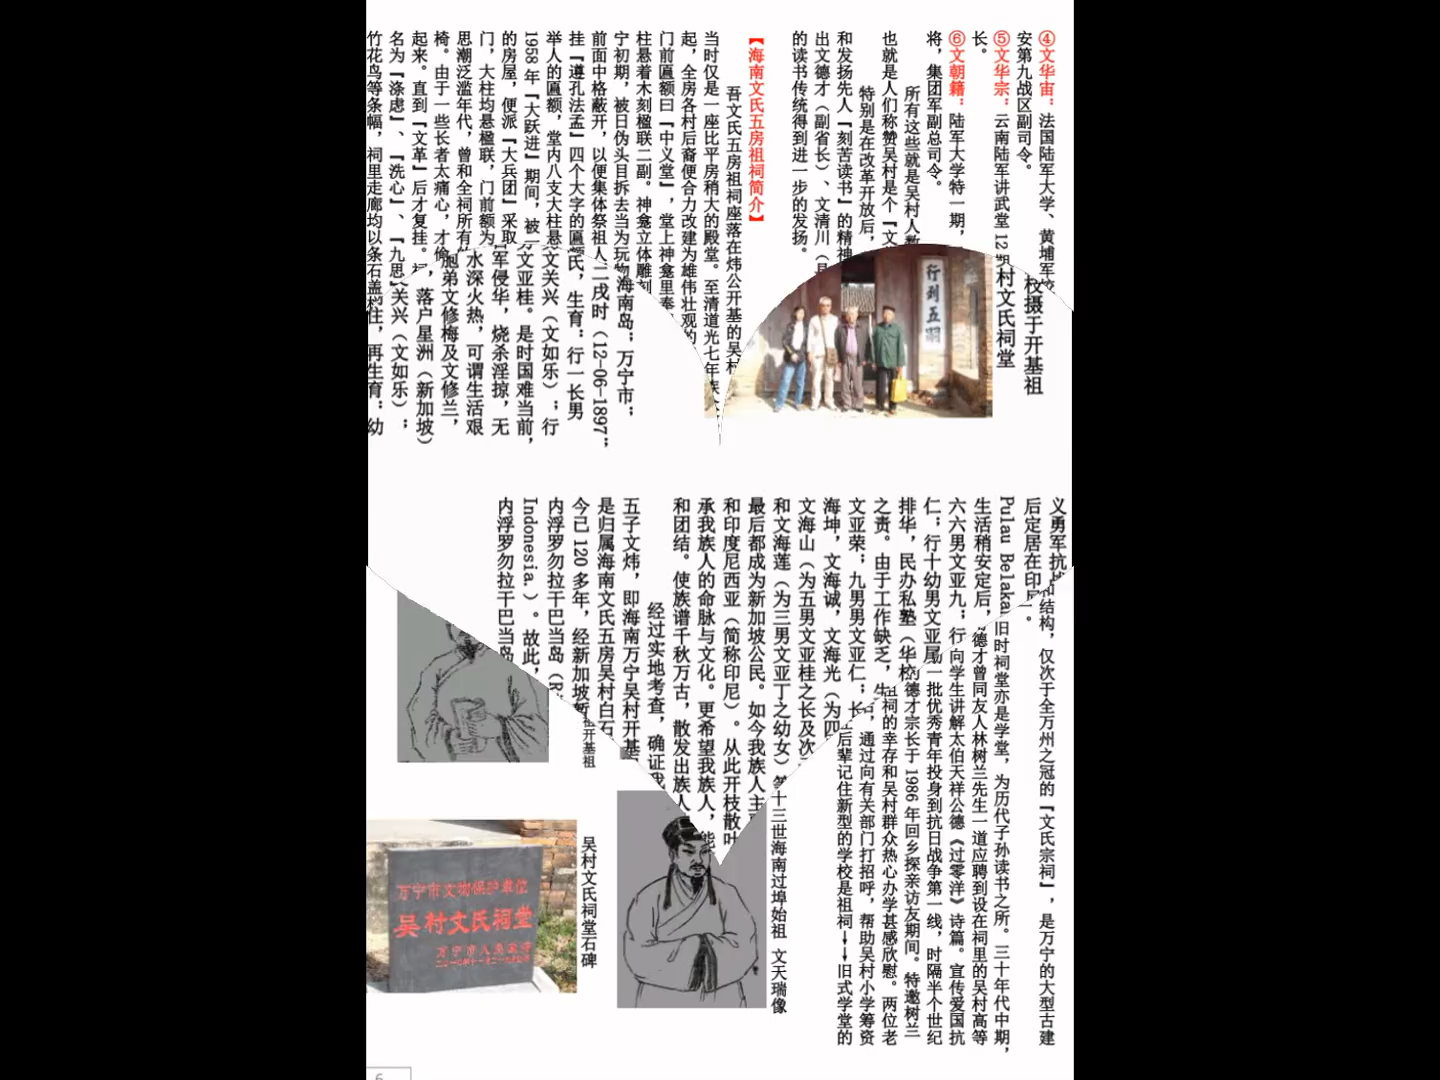 ④文华宙：法国陆军大学、黄埔军校
安第九战区副司令。
⑤文华宗：云南陆军讲武堂 12 期
长。
⑥文朝籍：陆军大学特一期，
将，集团军副总司令。
所有这些就是吴村人
也就是人们称赞吴村是个『文
特别是在改革开放后，
和发扬先人『刻苦读书』的精神
出文德才（副省长）、文清川（县
的读书传统得到进一步的发扬。
【海南文氏五房祖祠简介】
吾文氏五房祖祠座落在炜公开基的吴村
当时仅是一座比平房稍大的殿堂。至清道光七年族人
起，全房各村后裔便合力改建为雄伟壮观的
门前匾额曰『中义堂』，堂上神龛里奉
柱悬着木刻楹联二副。神龛立体雕刻
宁初期，被日伪头目拆去当为玩物
前面中格蔽开，以便集体祭祖人
挂『遵孔法孟』四个大字的匾额
举人的匾额，堂内八支大柱悬
1958 年『大跃进』期间，被
的房屋，便派『大兵团』采取
门，大柱均悬楹联，门前额为
思潮泛滥年代，曾和全祠所有的
椅。由于一些长者太痛心，才偷
起来。直到『文革』后才复挂。
名为『涤虑』、『洗心』、『九思』
竹花鸟等条幅，祠里走廊均以条石盖
村文氏祠堂
校摄于开基祖
行列五羽
海南岛；万宁市；
二戌时（12-06-1897；
氏，生育；行一长男
文关兴（文如乐）；行
文亚桂。是时国难当前，
军侵华，烧杀淫掠，无
水深火热，可谓生活艰
胞弟文修梅及文修兰，
，落户星洲（新加坡）
关兴（文如乐）；
住，再生育；幼
义勇军抗战
后定居在印尼
Pulau Belakan
生活稍安定后，
六六男文亚九；行
仁；行十幼男文亚属
排华，民办私塾（华校
之责。由于工作缺乏，生
文亚荣；九男男文亚仁；长
海坤，文海诚，文海光（为四
文海山（为五男文亚桂之长及次
和文海莲（为三男文亚丁之幼女）
最后都成为新加坡公民。如今我族人主要
和印度尼西亚（简称印尼）。从此开枝散叶
承我族人的命脉与文化。更希望我族人，能
和团结。使族谱千秋万古，散发出族人
经过实地考查，确证我
五子文炜，即海南万宁吴村开基
是归属海南文氏五房吴村白石
今已 120 多年，经新加坡暂
内浮罗勿拉干巴当岛（R
Indonesia.）。故此，
内浮罗勿拉干巴当岛
和结构，仅次于全万州之冠的『文氏宗祠』，是万宁的大型古建
。
旧时祠堂亦是学堂，为历代子孙读书之所。三十年代中期，
德才曾同友人林树兰先生一道应聘到设在祠里的吴村高等
向学生讲解太伯天祥公德《过零洋》诗篇。宣传爱国抗
一批优秀青年投身到抗日战争第一线，时隔半个世纪
德才宗长于 1986 年回乡探亲访友期间。特邀树兰
祠的幸存和吴村群众热心办学甚感欣慰。两位老
，通过向有关部门打招呼，帮助吴村小学筹资
后辈记住新型的学校是祖祠→→旧式学堂的
开基祖
十三世海南过埠始祖 文天瑞像
吴村文氏祠堂石碑
万宁市文物保护单位
吴村文氏祠堂
万宁市人民政府
6